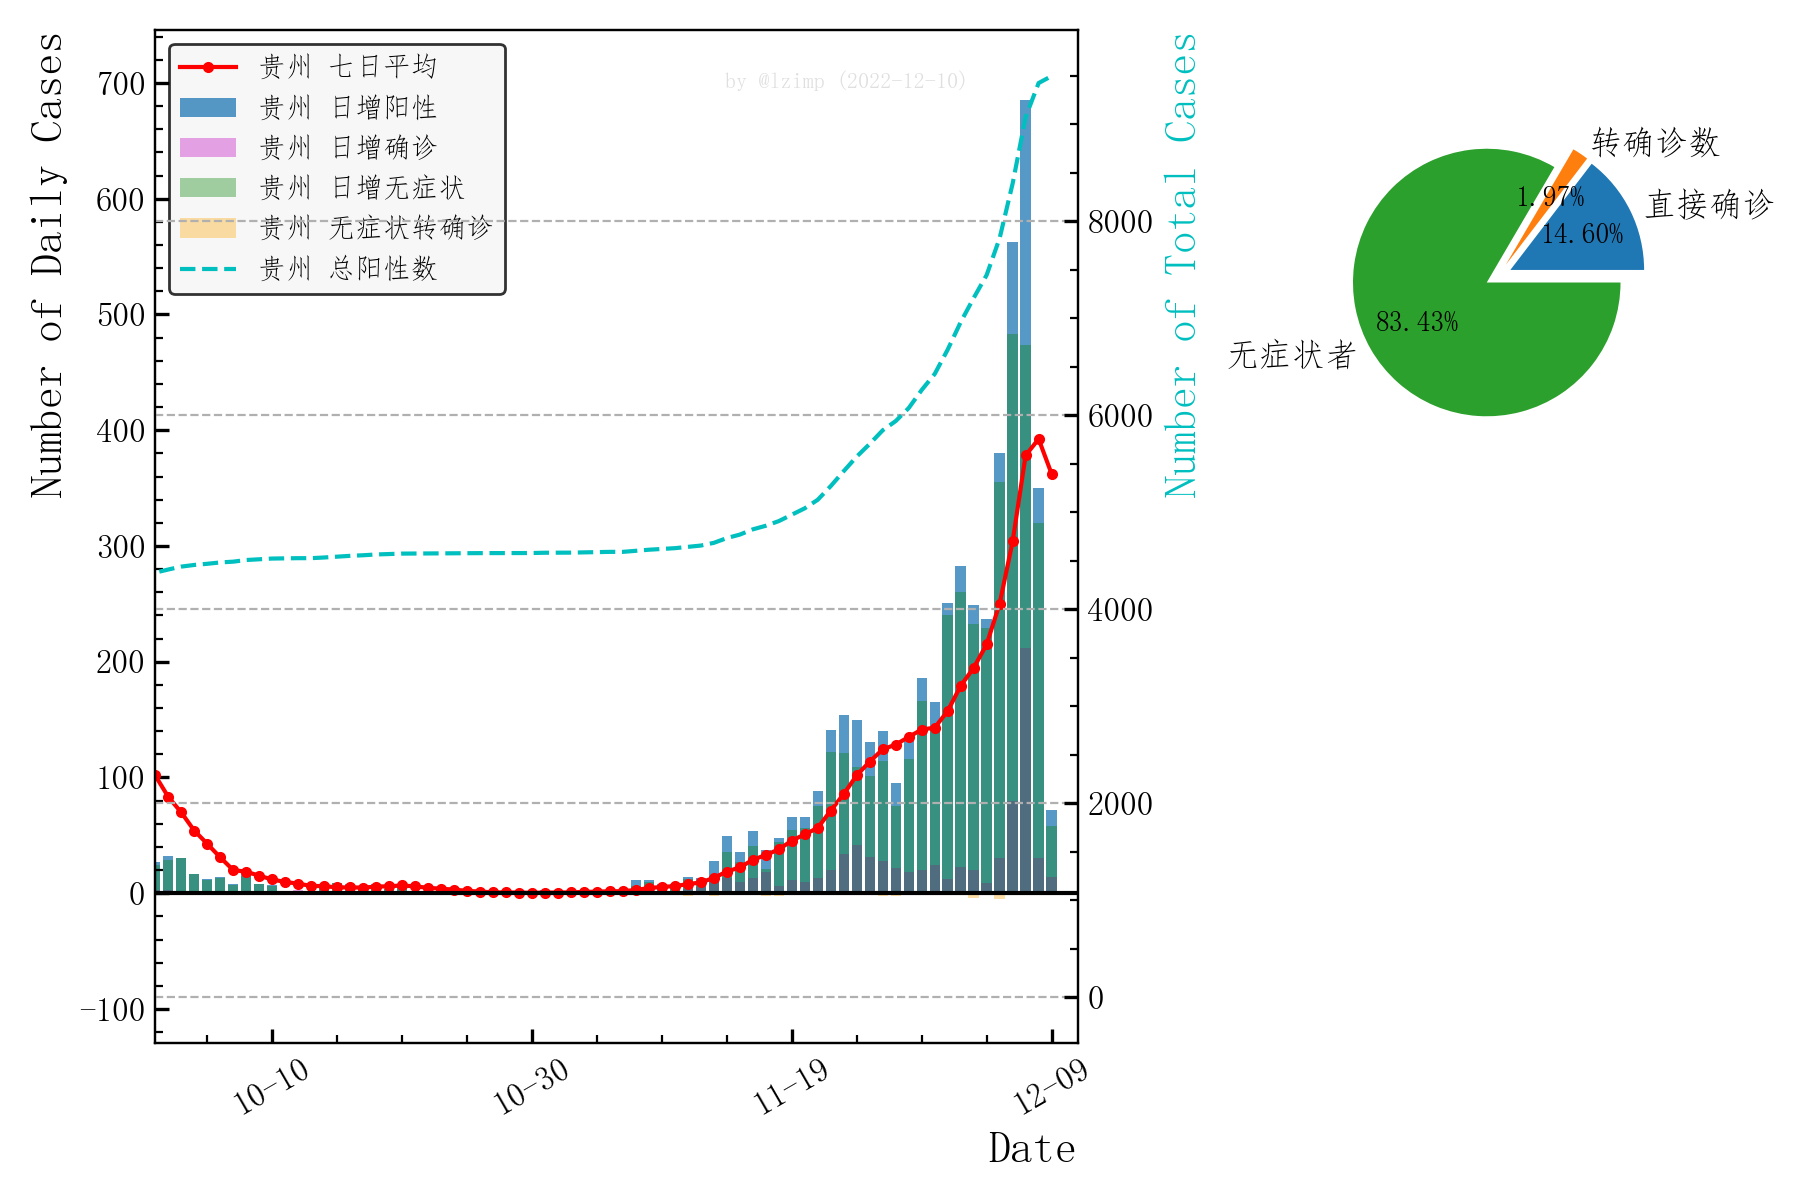 Number of Daily Cases
700
600
500
400
300
200
100
0
−100
贵州 七日平均
贵州 日增阳性
贵州 日增确诊
贵州 日增无症状
贵州 无症状转确诊
贵州 总阳性数
by @lzimp (2022-12-10)
8000
6000
4000
2000
0
Number of Total Cases
10−10
10−30
11−19
12−09
Date
转确诊数
1.97%
直接确诊
14.60%
83.43%
无症状者